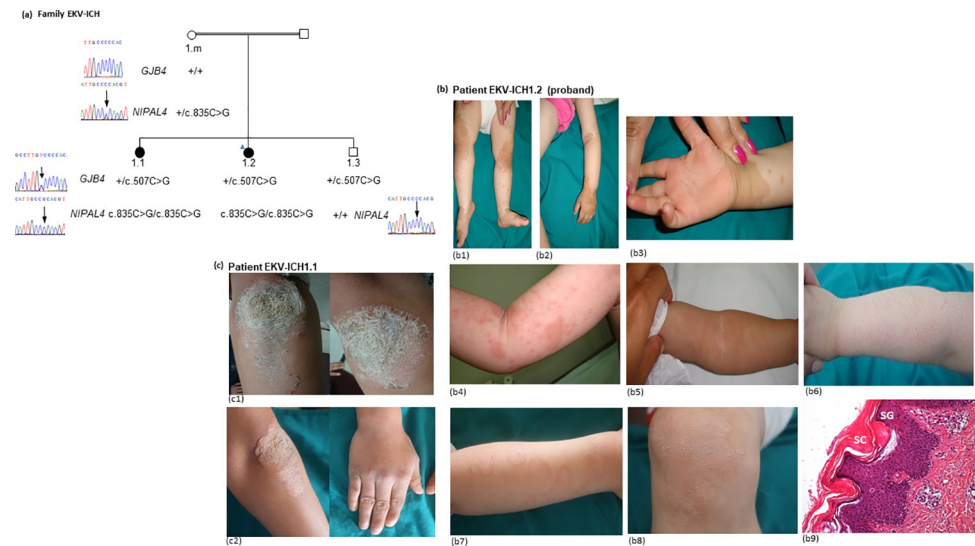 (a) Family EKV-ICH
T T G C C C C C A C
1.m
GJB4 +/+
A T T G C C C C A C G T
NIPAL4 +/c.835C>G
1.1 1.2 1.3
G C C T T G N C C C C A C
GJB4 +/c.507C>G +/c.507C>G +/c.507C>G
C A T T G C C G C A C G T
NIPAL4 c.835C>G/c.835C>G c.835C>G/c.835C>G +/+ NIPAL4
C A T T G C C C C A C G
(b) Patient EKV-ICH1.2 (proband)
(b1)
(b2)
(b3)
(c) Patient EKV-ICH1.1
(c1)
(b4)
(b5)
(b6)
(c2)
(b7)
(b8)
SG
SC
(b9)